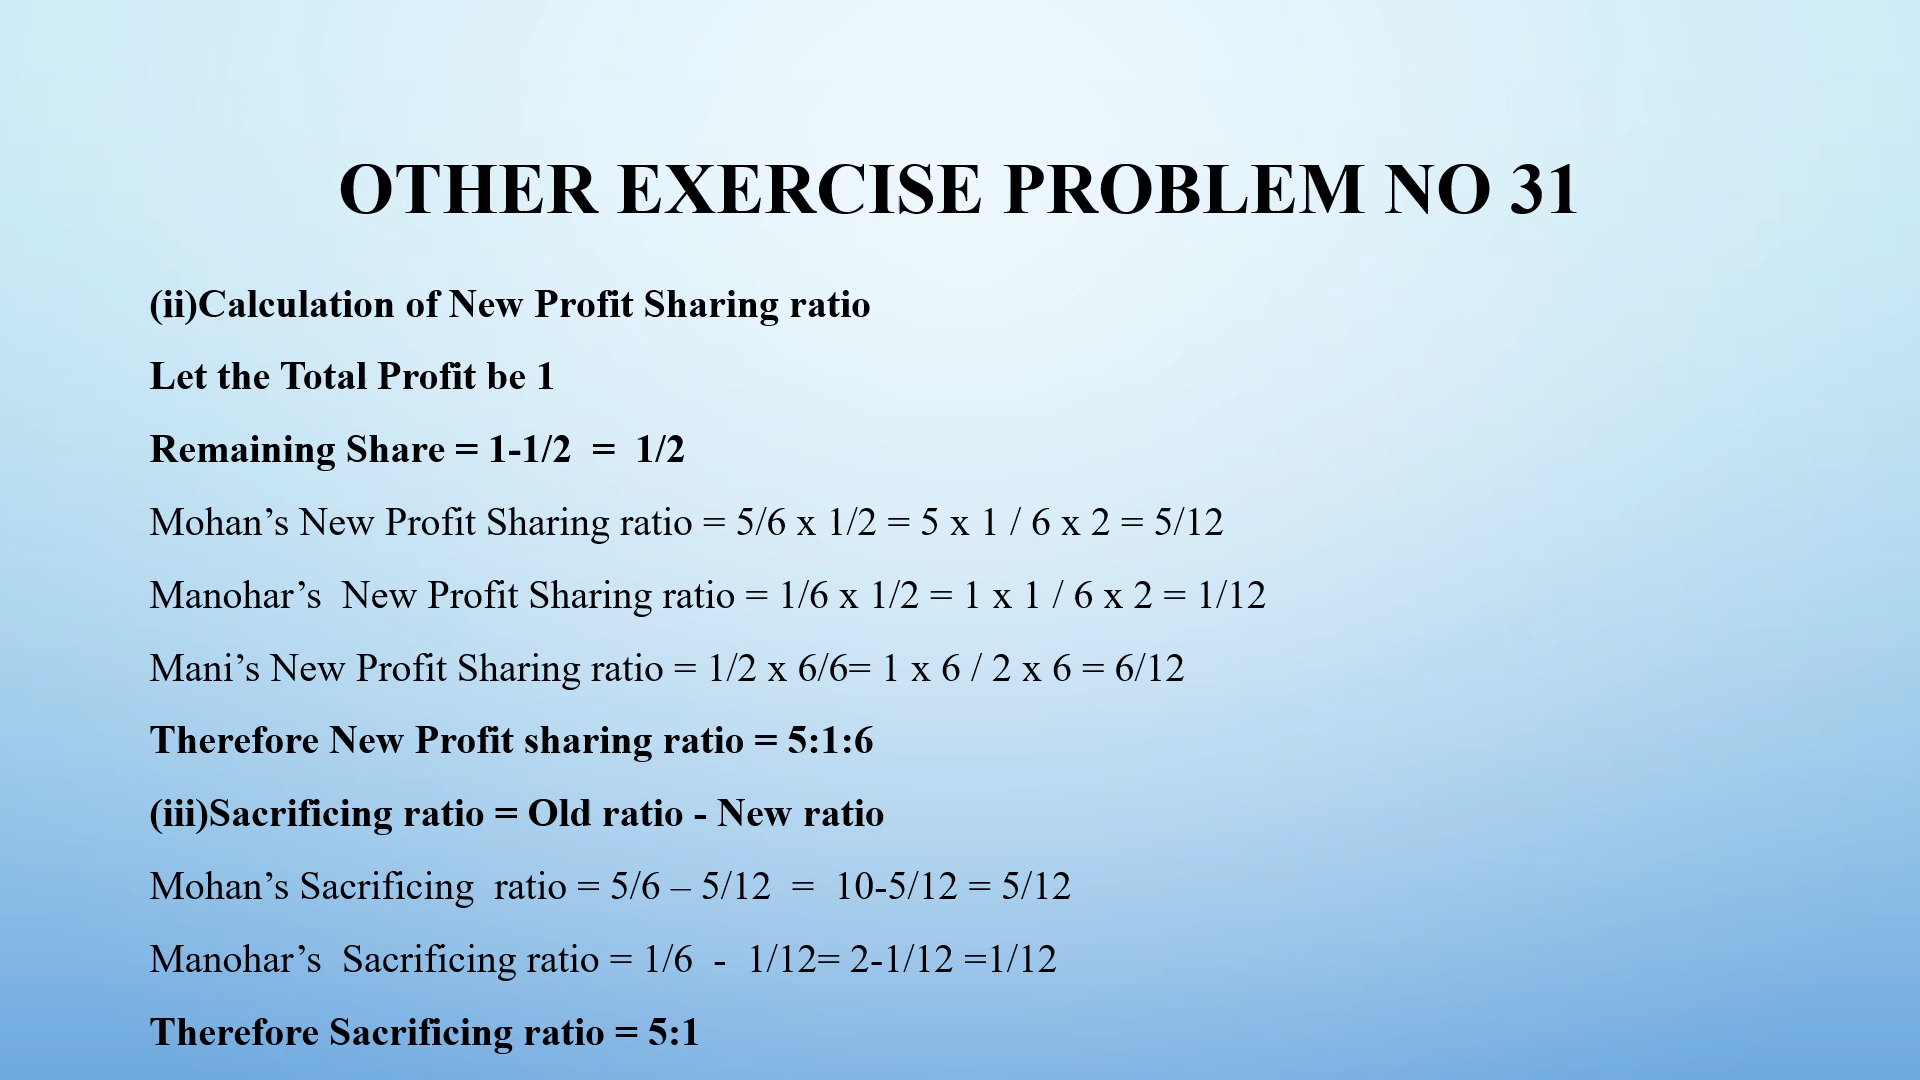 OTHER EXERCISE PROBLEM NO 31
(ii)Calculation of New Profit Sharing ratio
Let the Total Profit be 1
Remaining Share = 1-1/2  =  1/2
Mohan’s New Profit Sharing ratio = 5/6 x 1/2 = 5 x 1 / 6 x 2 = 5/12
Manohar’s  New Profit Sharing ratio = 1/6 x 1/2 = 1 x 1 / 6 x 2 = 1/12
Mani’s New Profit Sharing ratio = 1/2 x 6/6= 1 x 6 / 2 x 6 = 6/12
Therefore New Profit sharing ratio = 5:1:6
(iii)Sacrificing ratio = Old ratio - New ratio
Mohan’s Sacrificing  ratio = 5/6 – 5/12  =  10-5/12 = 5/12
Manohar’s  Sacrificing ratio = 1/6  -  1/12= 2-1/12 =1/12
Therefore Sacrificing ratio = 5:1